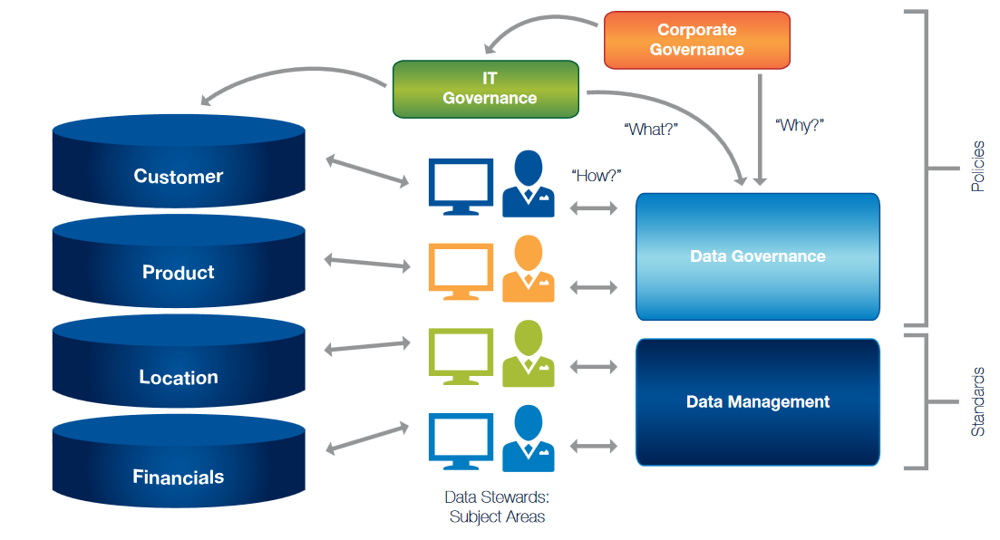 Corporate
Governance
IT
Governance
“What?”
“Why?”
Customer
“How?”
Policies
Product
Data Governance
Location
Data Management
Standards
Financials
Data Stewards:
Subject Areas